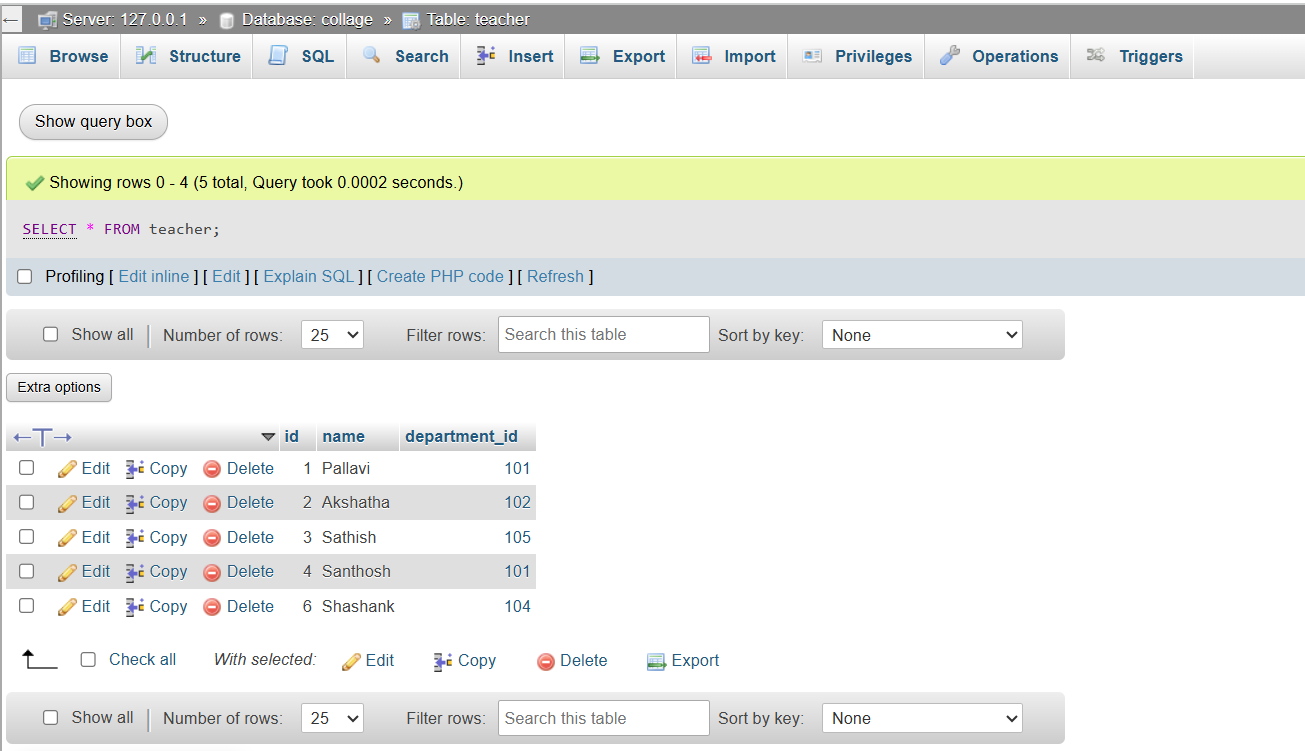 Server: 127.0.0.1 » Database: collage » Table: teacher
Browse Structure SQL Search Insert Export Import Privileges Operations Triggers
Show query box
Showing rows 0 - 4 (5 total, Query took 0.0002 seconds.)
SELECT * FROM teacher;
Profiling [ Edit inline ] [ Edit ] [ Explain SQL ] [ Create PHP code ] [ Refresh ]
Show all Number of rows: 25 Filter rows: Search this table Sort by key: None
Extra options
←T→ id name department_id
Edit Copy Delete 1 Pallavi 101
Edit Copy Delete 2 Akshatha 102
Edit Copy Delete 3 Sathish 105
Edit Copy Delete 4 Santhosh 101
Edit Copy Delete 6 Shashank 104
Check all With selected: Edit Copy Delete Export
Show all Number of rows: 25 Filter rows: Search this table Sort by key: None